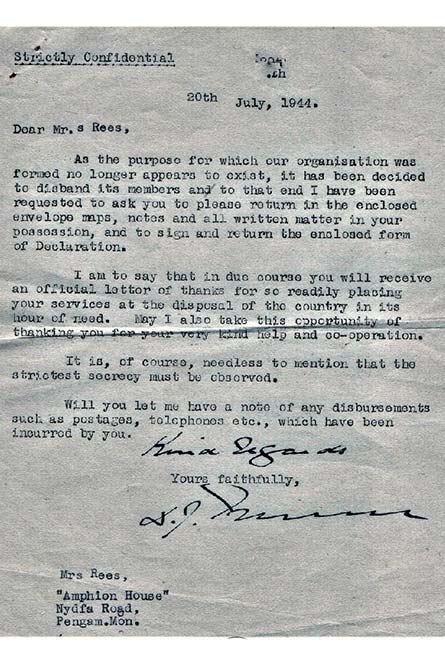 Strictly Confidential
20th July, 1944.
Dear Mr.s Rees,
As the purpose for which our organisation was
formed no longer appears to exist, it has been decided
to disband its members and to that end I have been
requested to ask you to please return in the enclosed
envelope maps, notes and all written matter in your
possession, and to sign and return the enclosed form
of Declaration.
I am to say that in due course you will receive
an official letter of thanks for so readily placing
your services at the disposal of the country in its
hour of need. May I also take this opportunity of
thanking you for your very kind help and co-operation.
It is, of course, needless to mention that the
strictest secrecy must be observed.
Will you let me have a note of any disbursements
such as postages, telephones etc., which have been
incurred by you.
Kind regards
Yours faithfully,
Mrs Rees,
"Amphion House"
Nydfa Road,
Pengam.Mon.